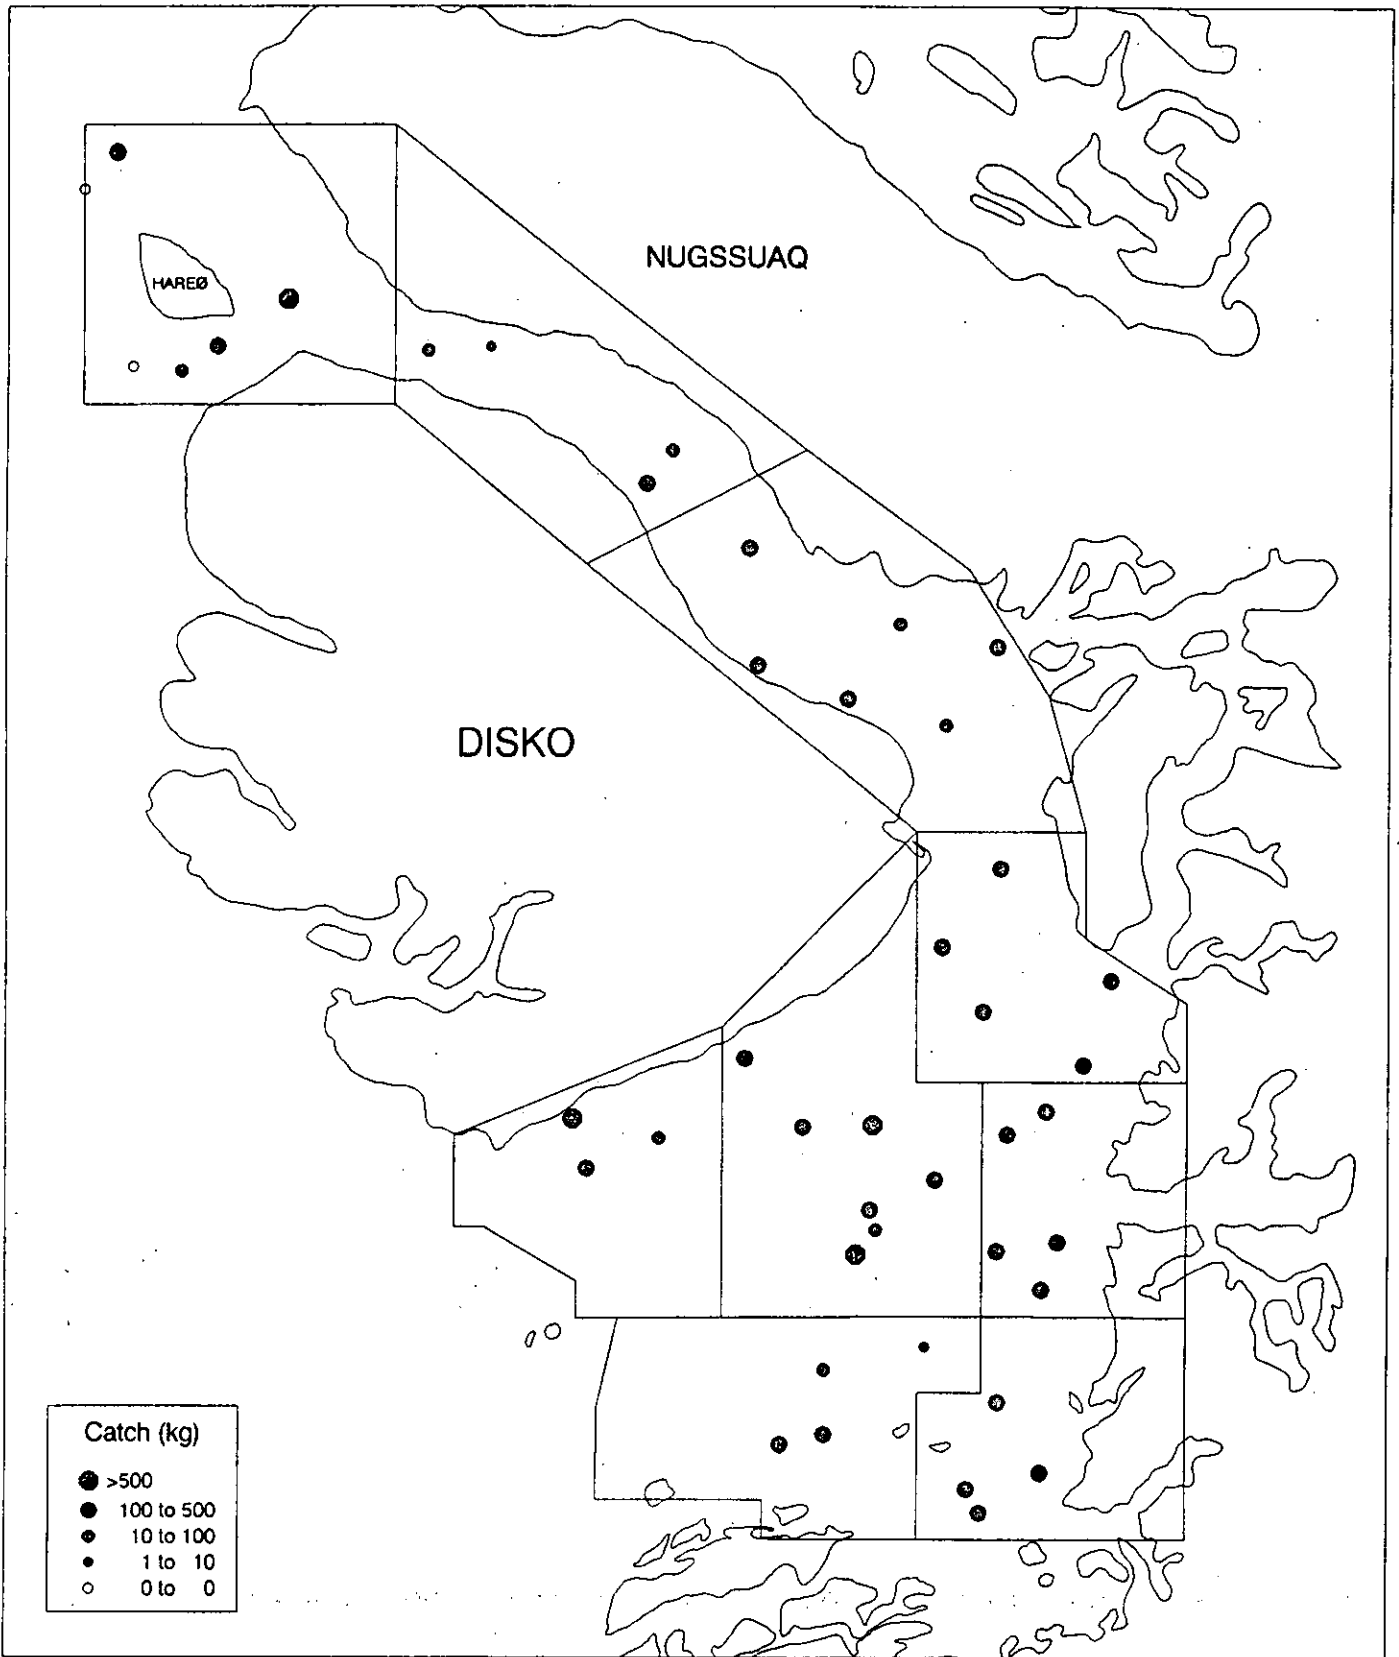 NUGSSUAQ
HAREØ
DISKO
Catch (kg)
>500
100 to 500
10 to 100
1 to 10
0 to 0